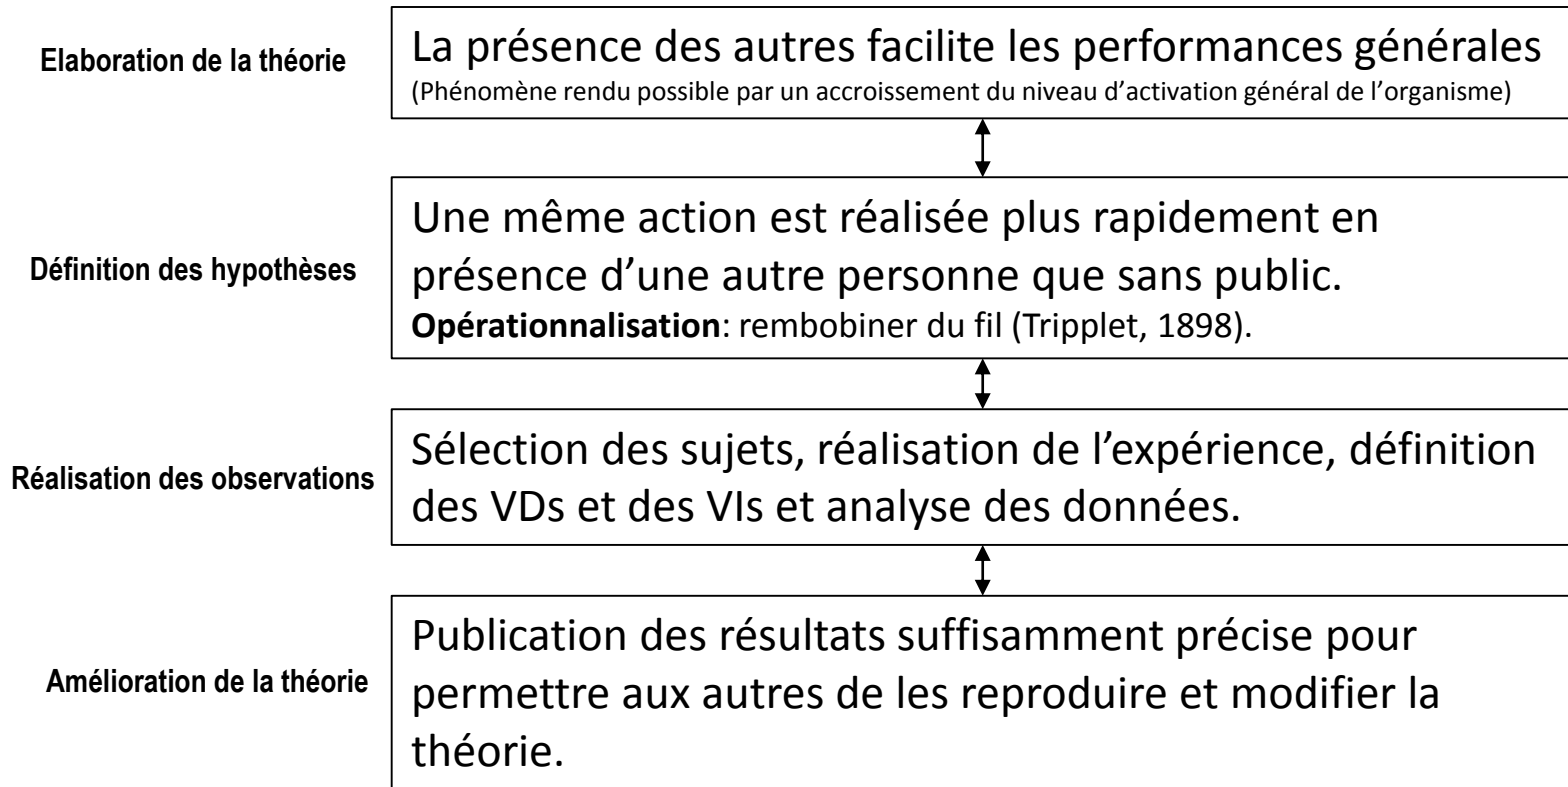 Elaboration de la théorie
La présence des autres facilite les performances générales
(Phénomène rendu possible par un accroissement du niveau d’activation général de l’organisme)
Définition des hypothèses
Une même action est réalisée plus rapidement en
présence d’une autre personne que sans public.
Opérationnalisation: rembobiner du fil (Tripplet, 1898).
Réalisation des observations
Sélection des sujets, réalisation de l’expérience, définition
des VDs et des VIs et analyse des données.
Amélioration de la théorie
Publication des résultats suffisamment précise pour
permettre aux autres de les reproduire et modifier la
théorie.